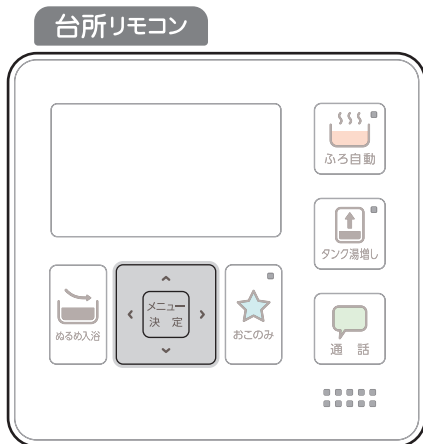 台所リモコン
ふろ自動
タンク湯増し
ぬるめ入浴
メニュー
決 定
おこのみ
通 話